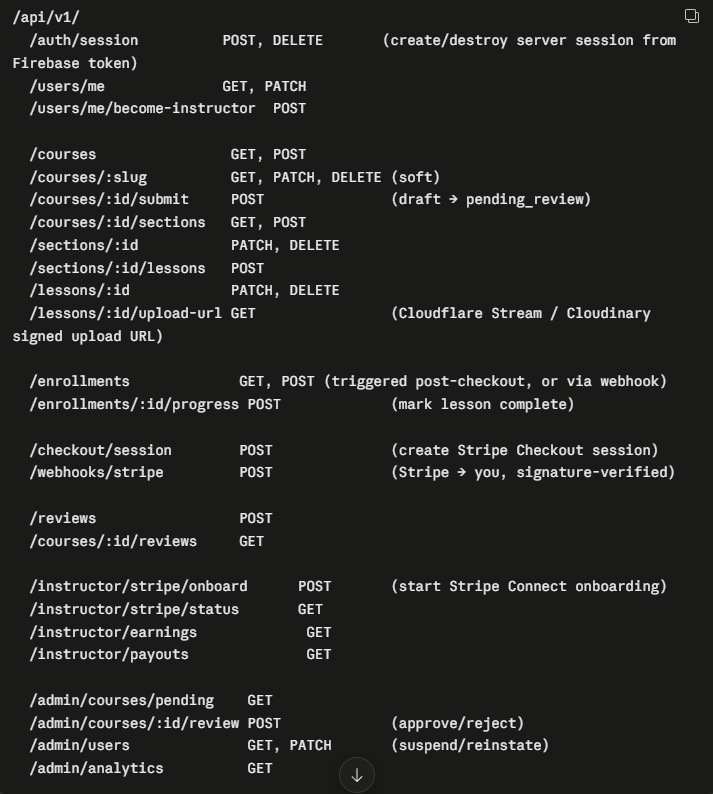 /api/v1/
/auth/session POST, DELETE (create/destroy server session from
Firebase token)
/users/me GET, PATCH
/users/me/become-instructor POST
/courses GET, POST
/courses/:slug GET, PATCH, DELETE (soft)
/courses/:id/submit POST (draft → pending_review)
/courses/:id/sections GET, POST
/sections/:id PATCH, DELETE
/sections/:id/lessons POST
/lessons/:id PATCH, DELETE
/lessons/:id/upload-url GET (Cloudflare Stream / Cloudinary
signed upload URL)
/enrollments GET, POST (triggered post-checkout, or via webhook)
/enrollments/:id/progress POST (mark lesson complete)
/checkout/session POST (create Stripe Checkout session)
/webhooks/stripe POST (Stripe → you, signature-verified)
/reviews POST
/courses/:id/reviews GET
/instructor/stripe/onboard POST (start Stripe Connect onboarding)
/instructor/stripe/status GET
/instructor/earnings GET
/instructor/payouts GET
/admin/courses/pending GET
/admin/courses/:id/review POST (approve/reject)
/admin/users GET, PATCH (suspend/reinstate)
/admin/analytics GET